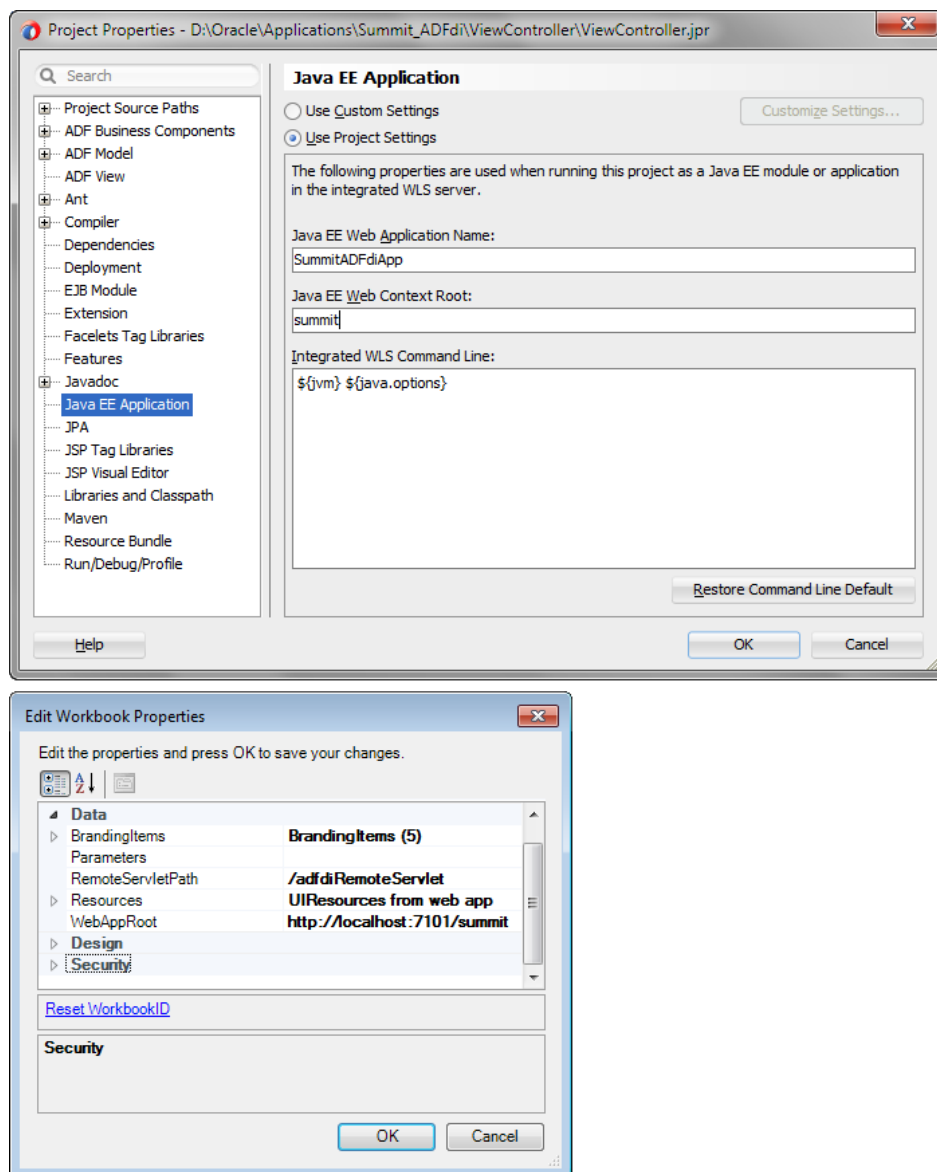 Project Properties - D:\Oracle\Applications\Summit_ADFdi\ViewController\ViewController.jpr
Search
Project Source Paths
ADF Business Components
ADF Model
ADF View
Ant
Compiler
Dependencies
Deployment
EJB Module
Extension
Facelets Tag Libraries
Features
Javadoc
Java EE Application
JPA
JSP Tag Libraries
JSP Visual Editor
Libraries and Classpath
Maven
Resource Bundle
Run/Debug/Profile
Java EE Application
Use Custom Settings
Customize Settings...
Use Project Settings
The following properties are used when running this project as a Java EE module or application
in the integrated WLS server.
Java EE Web Application Name:
SummitADFdiApp
Java EE Web Context Root:
summit
Integrated WLS Command Line:
${jvm} ${java.options}
Restore Command Line Default
Help
OK
Cancel
Edit Workbook Properties
Edit the properties and press OK to save your changes.
A
Z
Data
BrandingItems BrandingItems (5)
Parameters
RemoteServletPath /adfdiRemoteServlet
Resources UIResources from web app
WebAppRoot http://localhost:7101/summit
Design
Security
Reset WorkbookID
Security
OK
Cancel